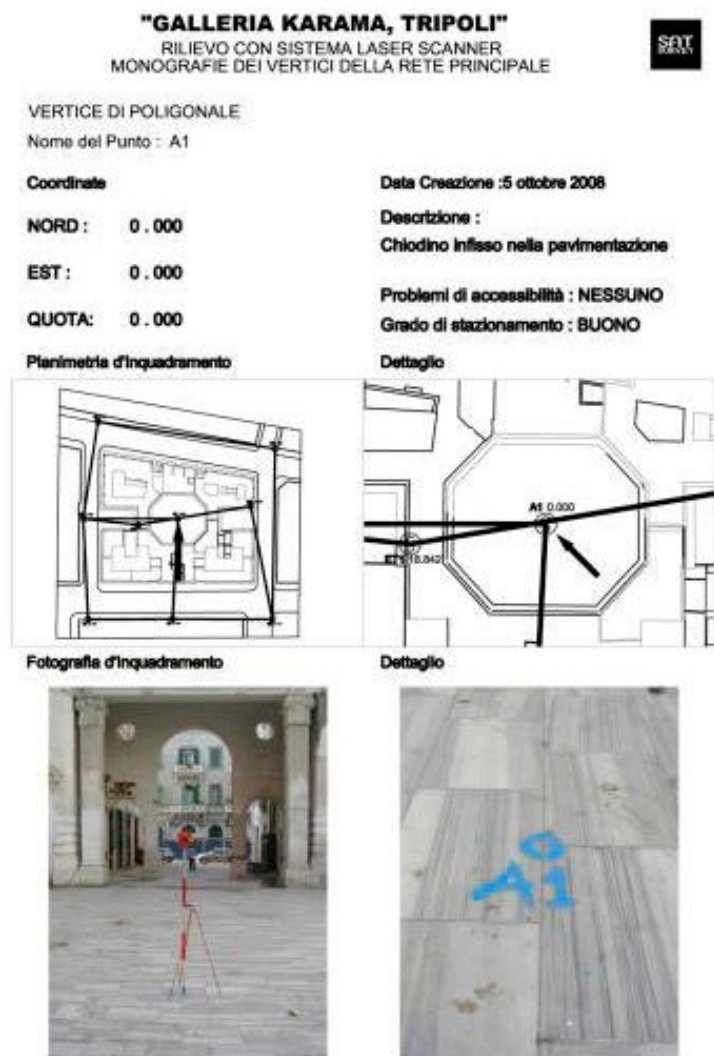 "GALLERIA KARAMA, TRIPOLI"
RILIEVO CON SISTEMA LASER SCANNER
MONOGRAFIE DEI VERTICI DELLA RETE PRINCIPALE
SAT
SURVEY
VERTICE DI POLIGONALE
Nome del Punto : A1
Coordinate
Data Creazione :5 ottobre 2008
NORD : 0 . 000
Descrizione :
Chiodino infisso nella pavimentazione
EST : 0 . 000
Problemi di accessibilità : NESSUNO
QUOTA: 0 . 000
Grado di stazionamento : BUONO
Planimetria d'inquadramento
Dettaglio
A1 0.000
18.842
Fotografia d'inquadramento
Dettaglio
A1